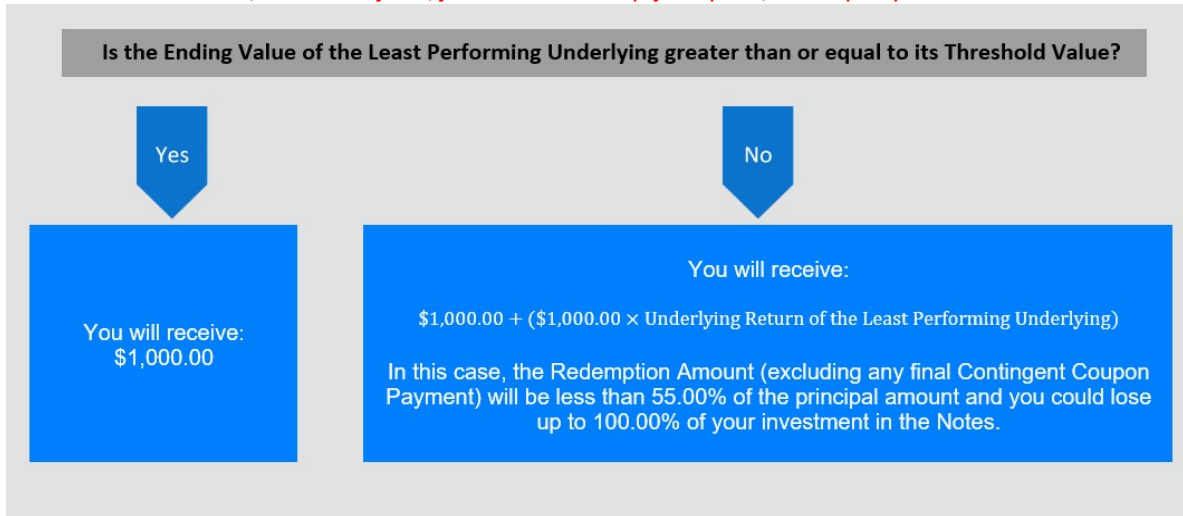 Is the Ending Value of the Least Performing Underlying greater than or equal to its Threshold Value?
Yes
No
You will receive:
$1,000.00
You will receive:
$1,000.00 + ($1,000.00 × Underlying Return of the Least Performing Underlying)
In this case, the Redemption Amount (excluding any final Contingent Coupon
Payment) will be less than 55.00% of the principal amount and you could lose
up to 100.00% of your investment in the Notes.